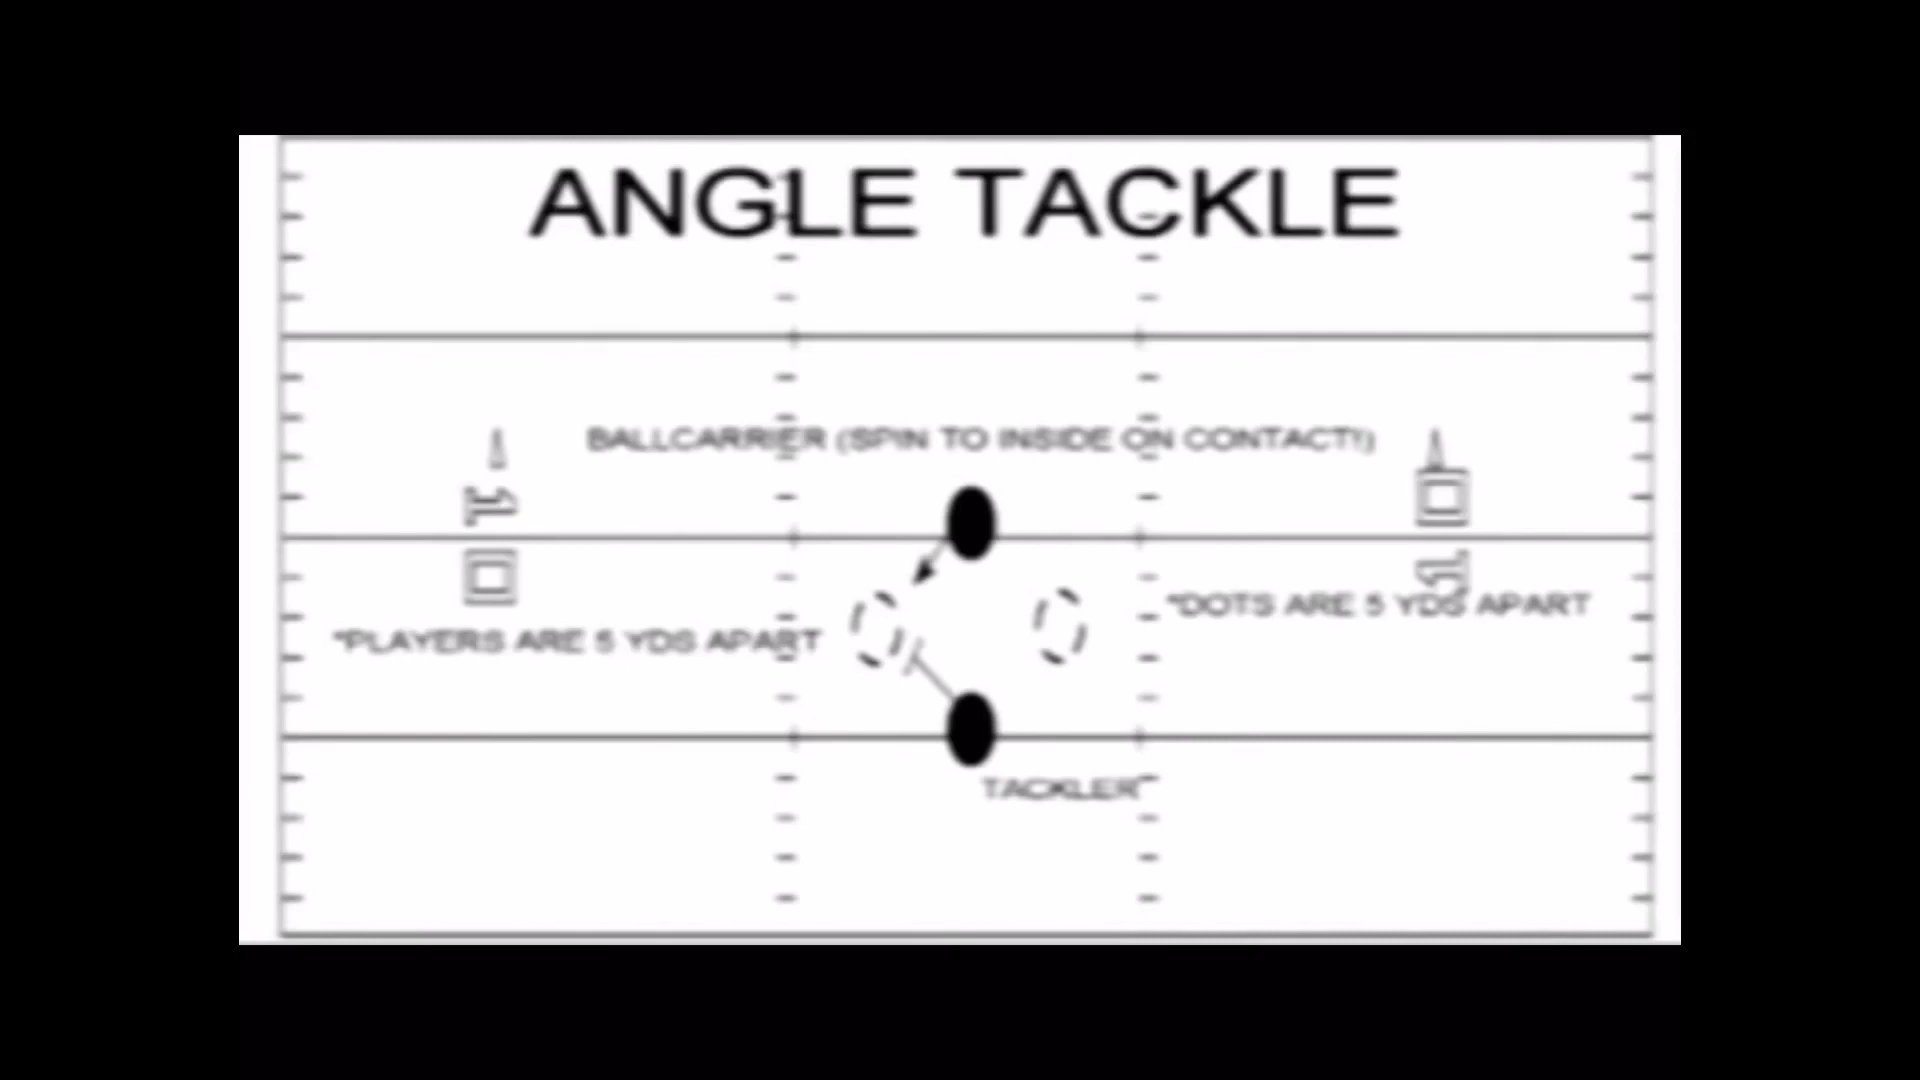 ANGLE TACKLE
BALLCARRIER (SPIN TO INSIDE ON CONTACT!)
*DOTS ARE 5 YDS APART
*PLAYERS ARE 5 YDS APART
TACKLER